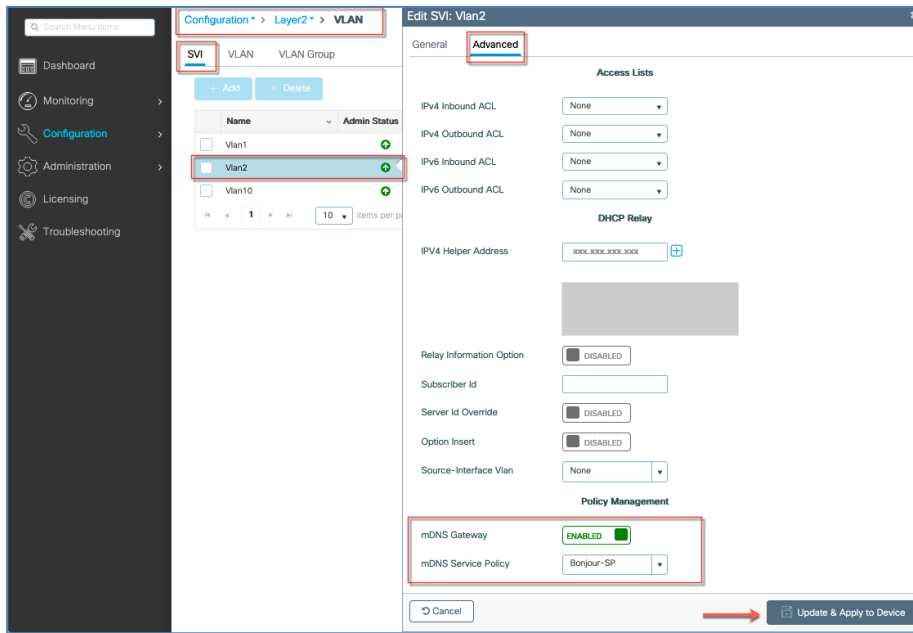 Search Menu Items
Dashboard
Monitoring
Configuration
Administration
Licensing
Troubleshooting
Configuration > Layer2 > VLAN
SVI VLAN VLAN Group
+ Add × Delete
Name Admin Status
Vlan1
Vlan2
Vlan10
1 10 items per pa
Edit SVI: Vlan2
General Advanced
Access Lists
IPv4 Inbound ACL None
IPv4 Outbound ACL None
IPv6 Inbound ACL None
IPv6 Outbound ACL None
DHCP Relay
IPV4 Helper Address xxx.xxx.xxx.xxx
Relay Information Option DISABLED
Subscriber Id
Server Id Override DISABLED
Option Insert DISABLED
Source-Interface Vlan None
Policy Management
mDNS Gateway ENABLED
mDNS Service Policy Bonjour-SP
Cancel Update & Apply to Device